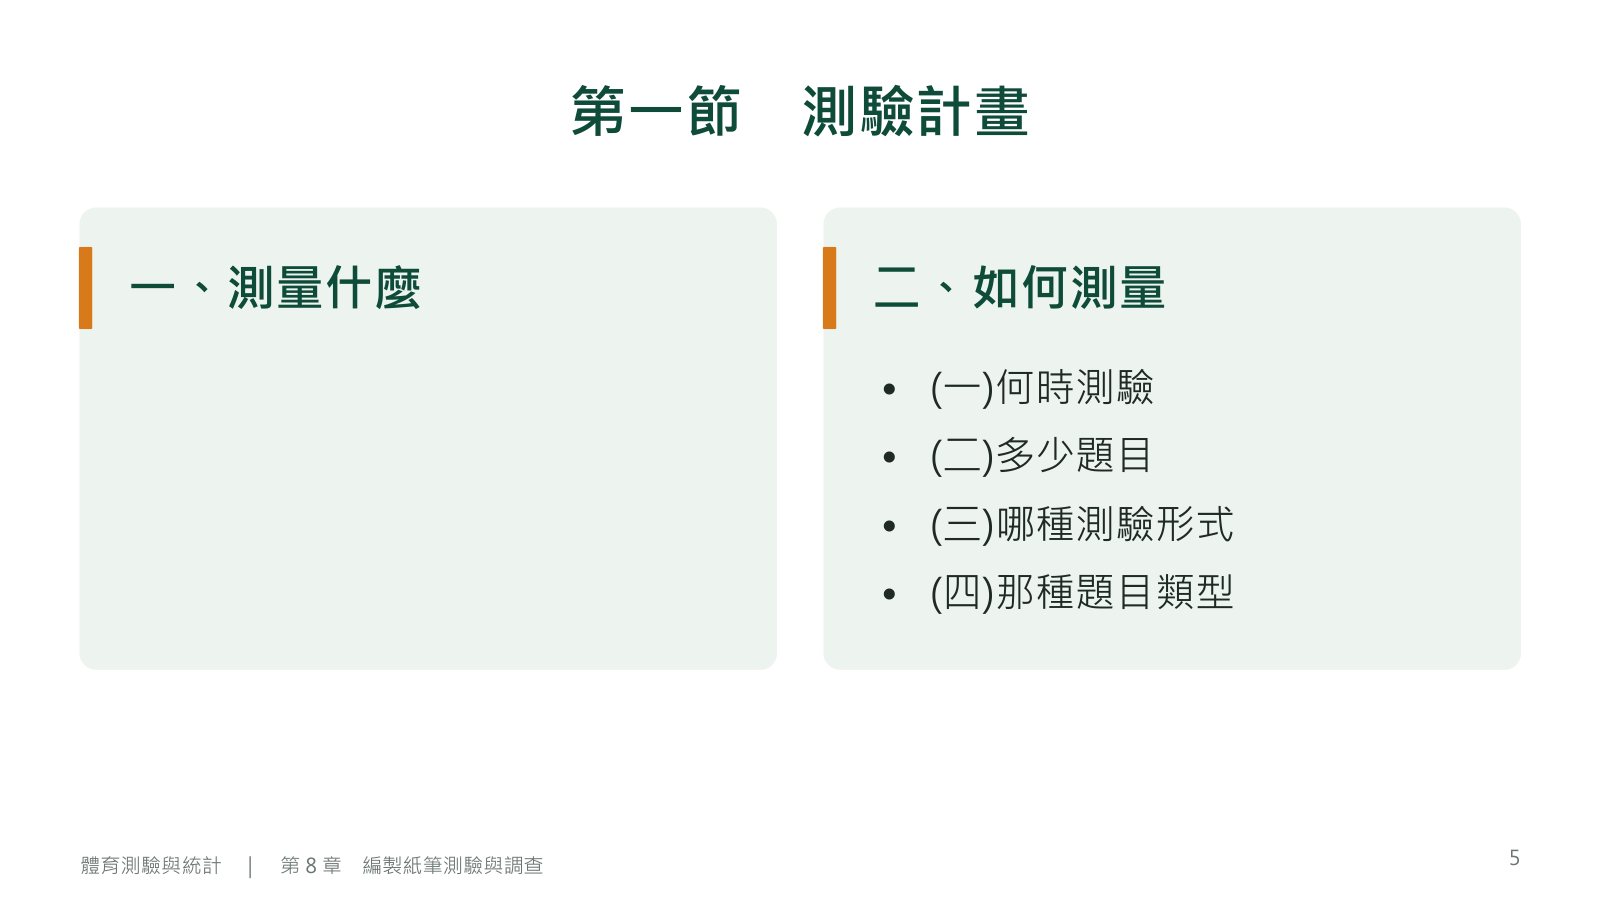 第一節　測驗計畫
一、測量什麼
二、如何測量
• (一)何時測驗
• (二)多少題目
• (三)哪種測驗形式
• (四)那種題目類型
體育測驗與統計　|　第 8 章　編製紙筆測驗與調查
5